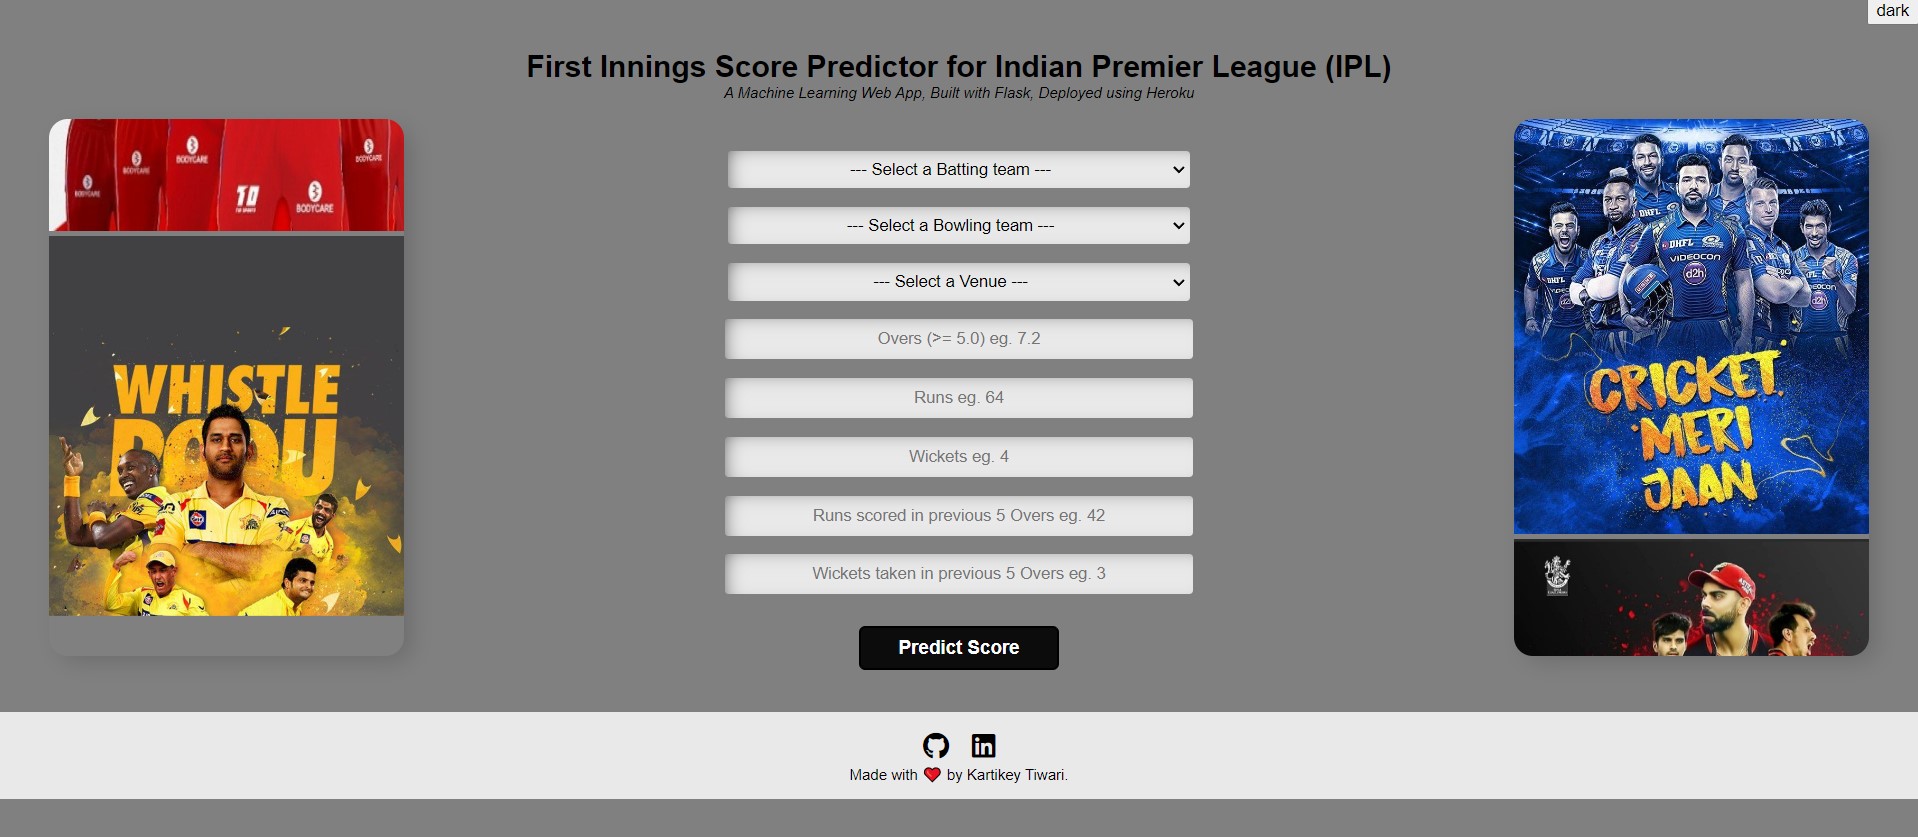 dark
First Innings Score Predictor for Indian Premier League (IPL)
A Machine Learning Web App, Built with Flask, Deployed using Heroku
BODYCARE
BODYCARE
BODYCARE
BODYCARE
BODYCARE
TO
WHISTLE
PODU
--- Select a Batting team ---
--- Select a Bowling team ---
--- Select a Venue ---
Overs (>= 5.0) eg. 7.2
Runs eg. 64
Wickets eg. 4
Runs scored in previous 5 Overs eg. 42
Wickets taken in previous 5 Overs eg. 3
Predict Score
DHFL
DHFL
VIDEOCON
d2h
CRICKET
MERI
JAAN
Made with ❤ by Kartikey Tiwari.